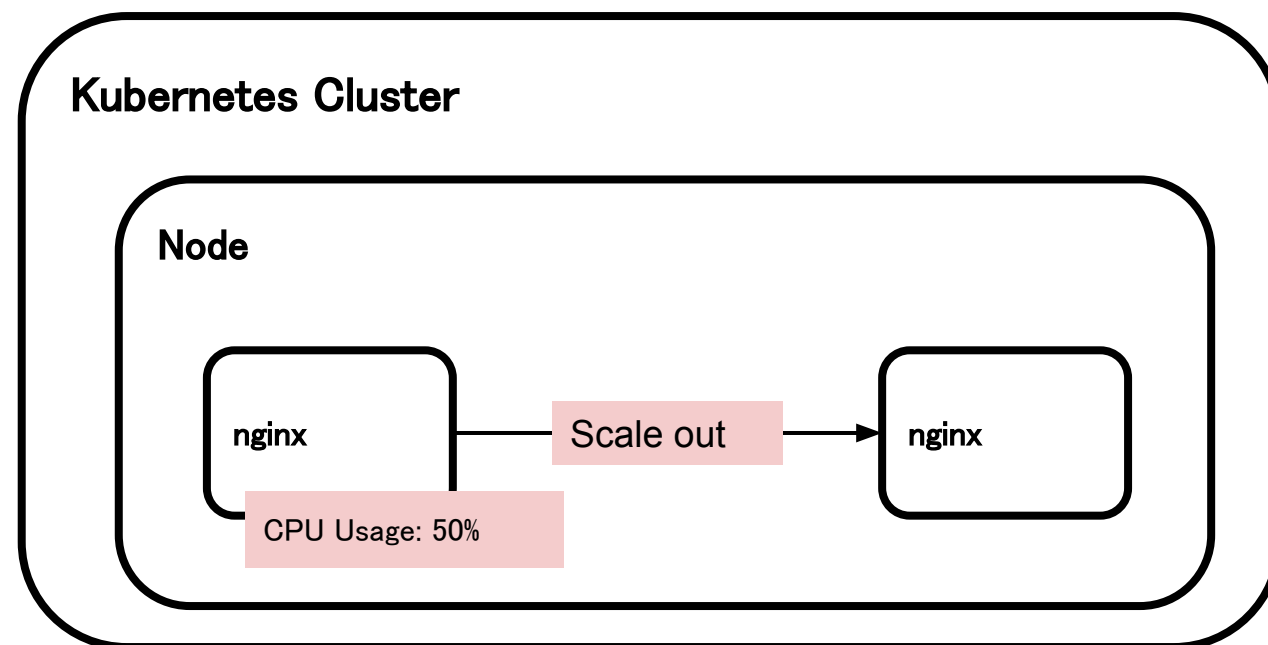 Kubernetes Cluster
Node
nginx
Scale out
nginx
CPU Usage: 50%